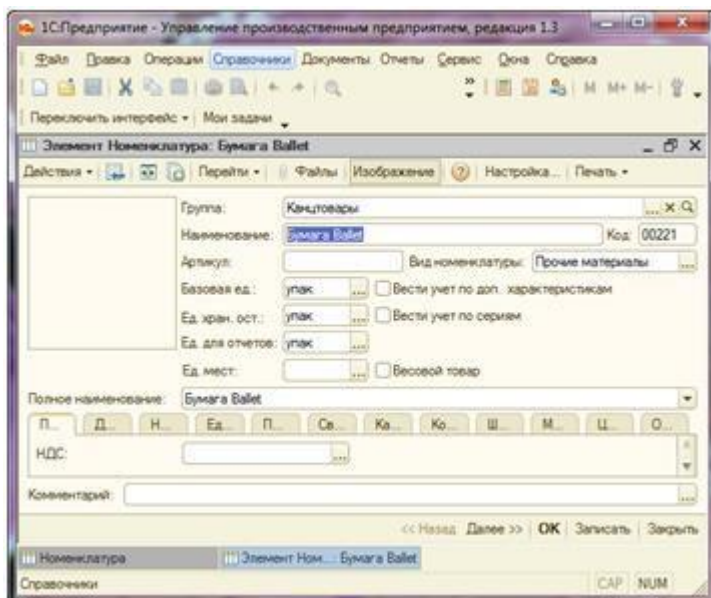 1С:Предприятие - Управление производственным предприятием, редакция 1.3
Файл Правка Операции Справочники Документы Отчеты Сервис Окна Справка
M M+ M-
Переключить интерфейс Мои задачи
Элемент Номенклатура: Бумага Ballet
Действия Перейти Файлы Изображение Настройка... Печать
Группа: Канцтовары ...
Наименование: Бумага Ballet Код: 00221
Артикул: Вид номенклатуры: Прочие материалы ...
Базовая ед.: упак ... Вести учет по доп. характеристикам
Ед. хран. ост.: упак ... Вести учет по сериям
Ед. для отчетов: упак ...
Ед. мест: ... Весовой товар
Полное наименование: Бумага Ballet
П... Д... Н... Ед... П... Св... Ка... Ко... Ш... М... Ц... О...
НДС: ...
Комментарий: ...
<< Назад Далее >> OK Записать Закрыть
Номенклатура Элемент Ном...: Бумага Ballet
Справочники CAP NUM